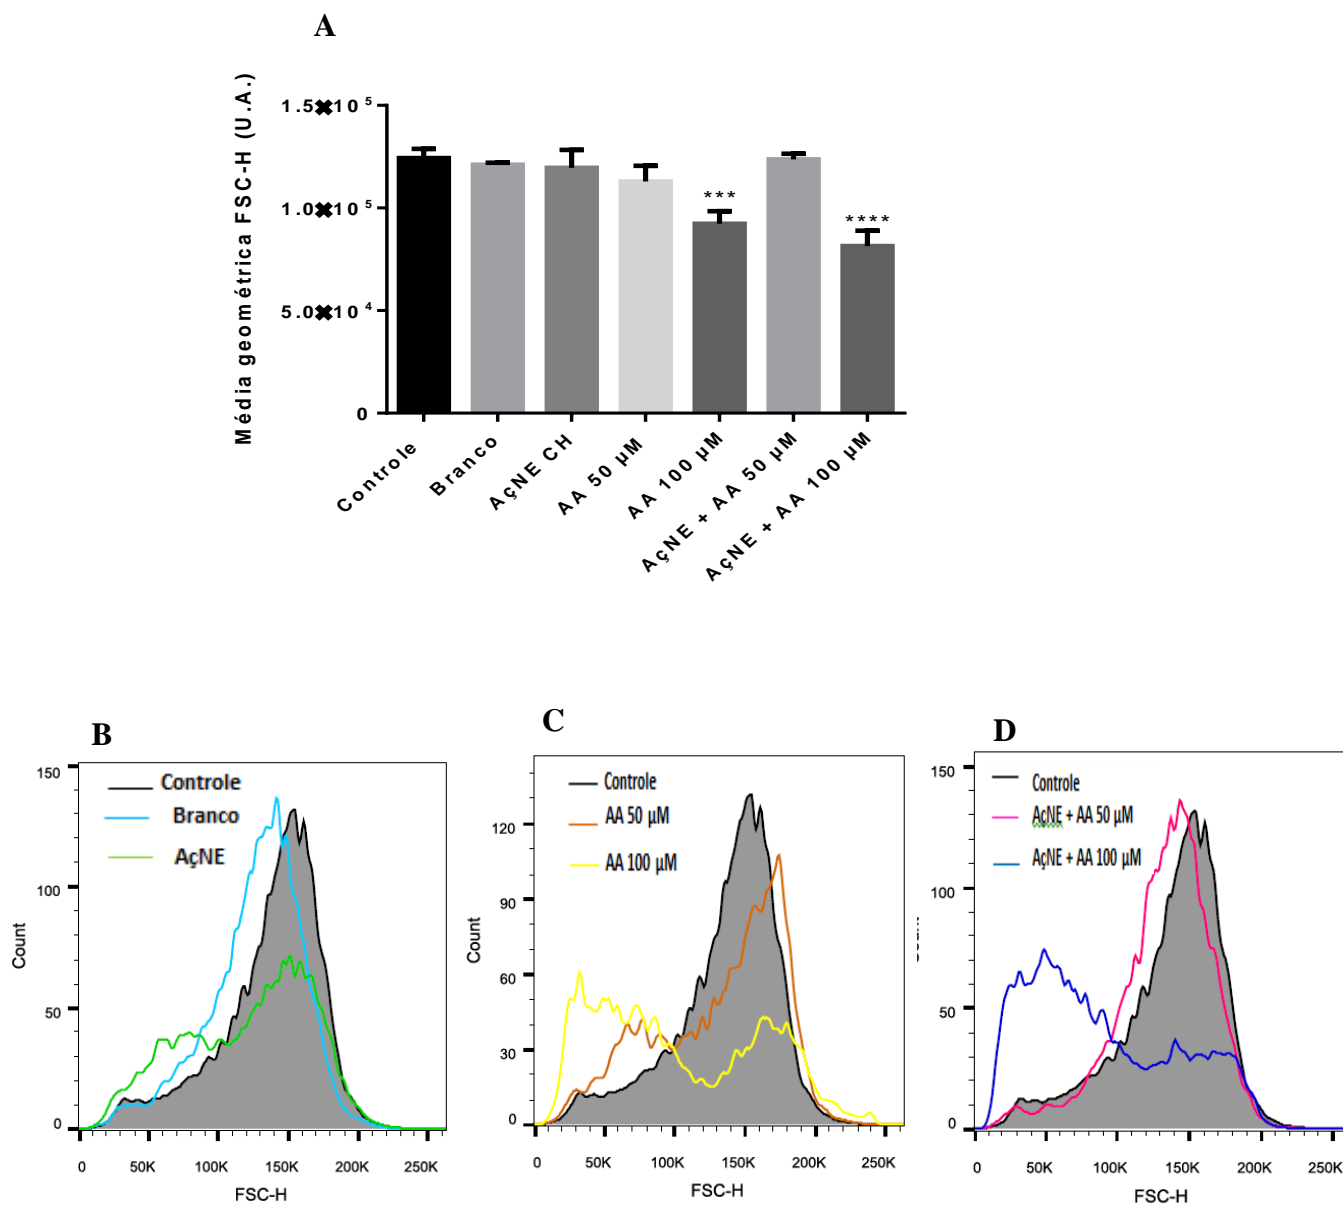 A
Média geométrica FSC-H (U.A.)
1.5✖10⁵
1.0✖10⁵
5.0✖10⁴
0
***
****
Controle
Branco
AçNE CH
AA 50 µM
AA 100 µM
AçNE + AA 50 µM
AçNE + AA 100 µM
B
Controle
Branco
AçNE
Count
150
100
50
0
0 50K 100K 150K 200K 250K
FSC-H
C
Controle
AA 50 µM
AA 100 µM
Count
120
90
60
30
0
0 50K 100K 150K 200K 250K
FSC-H
D
Controle
AçNE + AA 50 µM
AçNE + AA 100 µM
150
100
50
0
0 50K 100K 150K 200K 250K
FSC-H